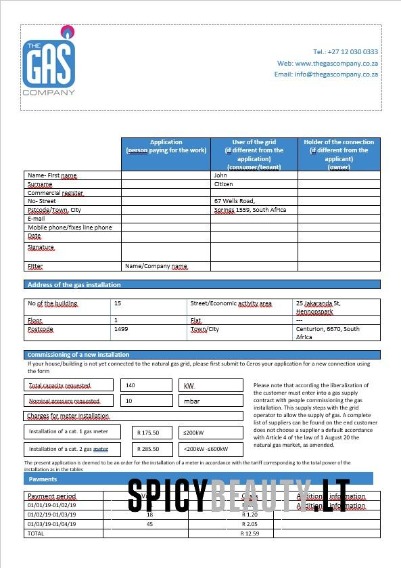 THE
GAS
COMPANY
Tel.: +27 12 030 0333
Web: www.thegascompany.co.za
Email: info@thegascompany.co.za
Application (person paying for the work)
User of the grid (if different from the application) (consumer/tenant)
Holder of the connection (if different from the applicant) (owner)
Name- First name John
Surname Citizen
Commercial register
No- Street 67 Wells Road,
Potcode/Town, City Springs 1559, South Africa
E-mail
Mobile phone/fixes line phone
Date
Signature
Fitter Name/Company name
Address of the gas installation
No of the building 15 Street/Economic activity area 25 Jakaranda St, Hennopspark
Floor 1 Flat ---
Postcode 1499 Town/City Centurion, 6670, South Africa
Commissioning of a new installation
If your house/building is not yet connected to the natural gas grid, please first submit to Ceros your application for a new connection using
the form
Total capacity requested 140 kW
Nominal pressure requested 10 mbar
Charges for meter installation
Installation of a cat. 1 gas meter R 175.50 ≤200kW
Installation of a cat. 2 gas meter R 285.50 <200kW -≤600kW
Please note that according the liberalization of
the customer must enter into a gas supply
contract with people commissioning the gas
installation. This supply steps with the grid
operator to allow the supply of gas. A complete
list of suppliers can be found on the end customer
does not choose a supplier a default accordance
with Article 4 of the law of 1 August 20 the
natural gas market, as amended.
The present application is deemed to be an order for the installation of a meter in accordance with the tariff corresponding to the total power of the
installation as in the tables
Payments
Payment period Additional information
01/01/19-01/02/19 Additional information
01/02/19-01/03/19 18 R 1.20
01/03/19-01/04/19 45 R 2.05
TOTAL R 12.59
SPICYBEAUTY.LT